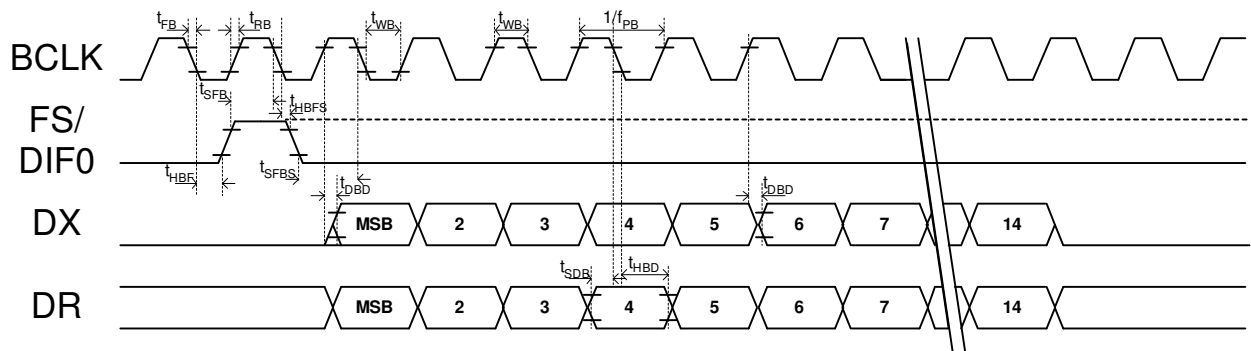 tFB tRB tWB tWB 1/fPB
BCLK
tSFB tHBFS
FS/
DIF0
tHBF tSFBS
tDBD tDBD
DX MSB 2 3 4 5 6 7 14
tSDB tHBD
DR MSB 2 3 4 5 6 7 14